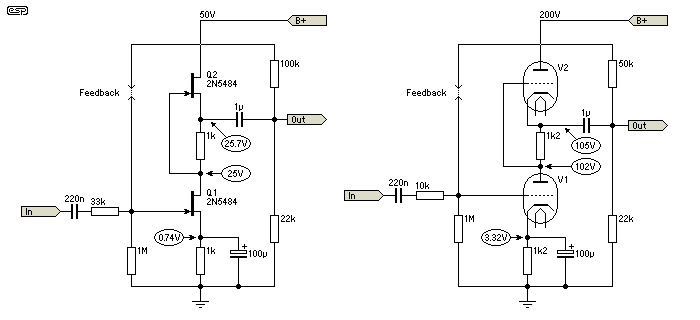 esp
50V
B+
Q2
2N5484
100k
Feedback
1µ
Out
1k
25.7V
25V
Q1
2N5484
220n
33k
In
0.74V
+
100µ
1M
1k
22k
200V
B+
V2
50k
Feedback
1µ
Out
1k2
105V
102V
V1
220n
10k
In
3.32V
+
100µ
1M
1k2
22k